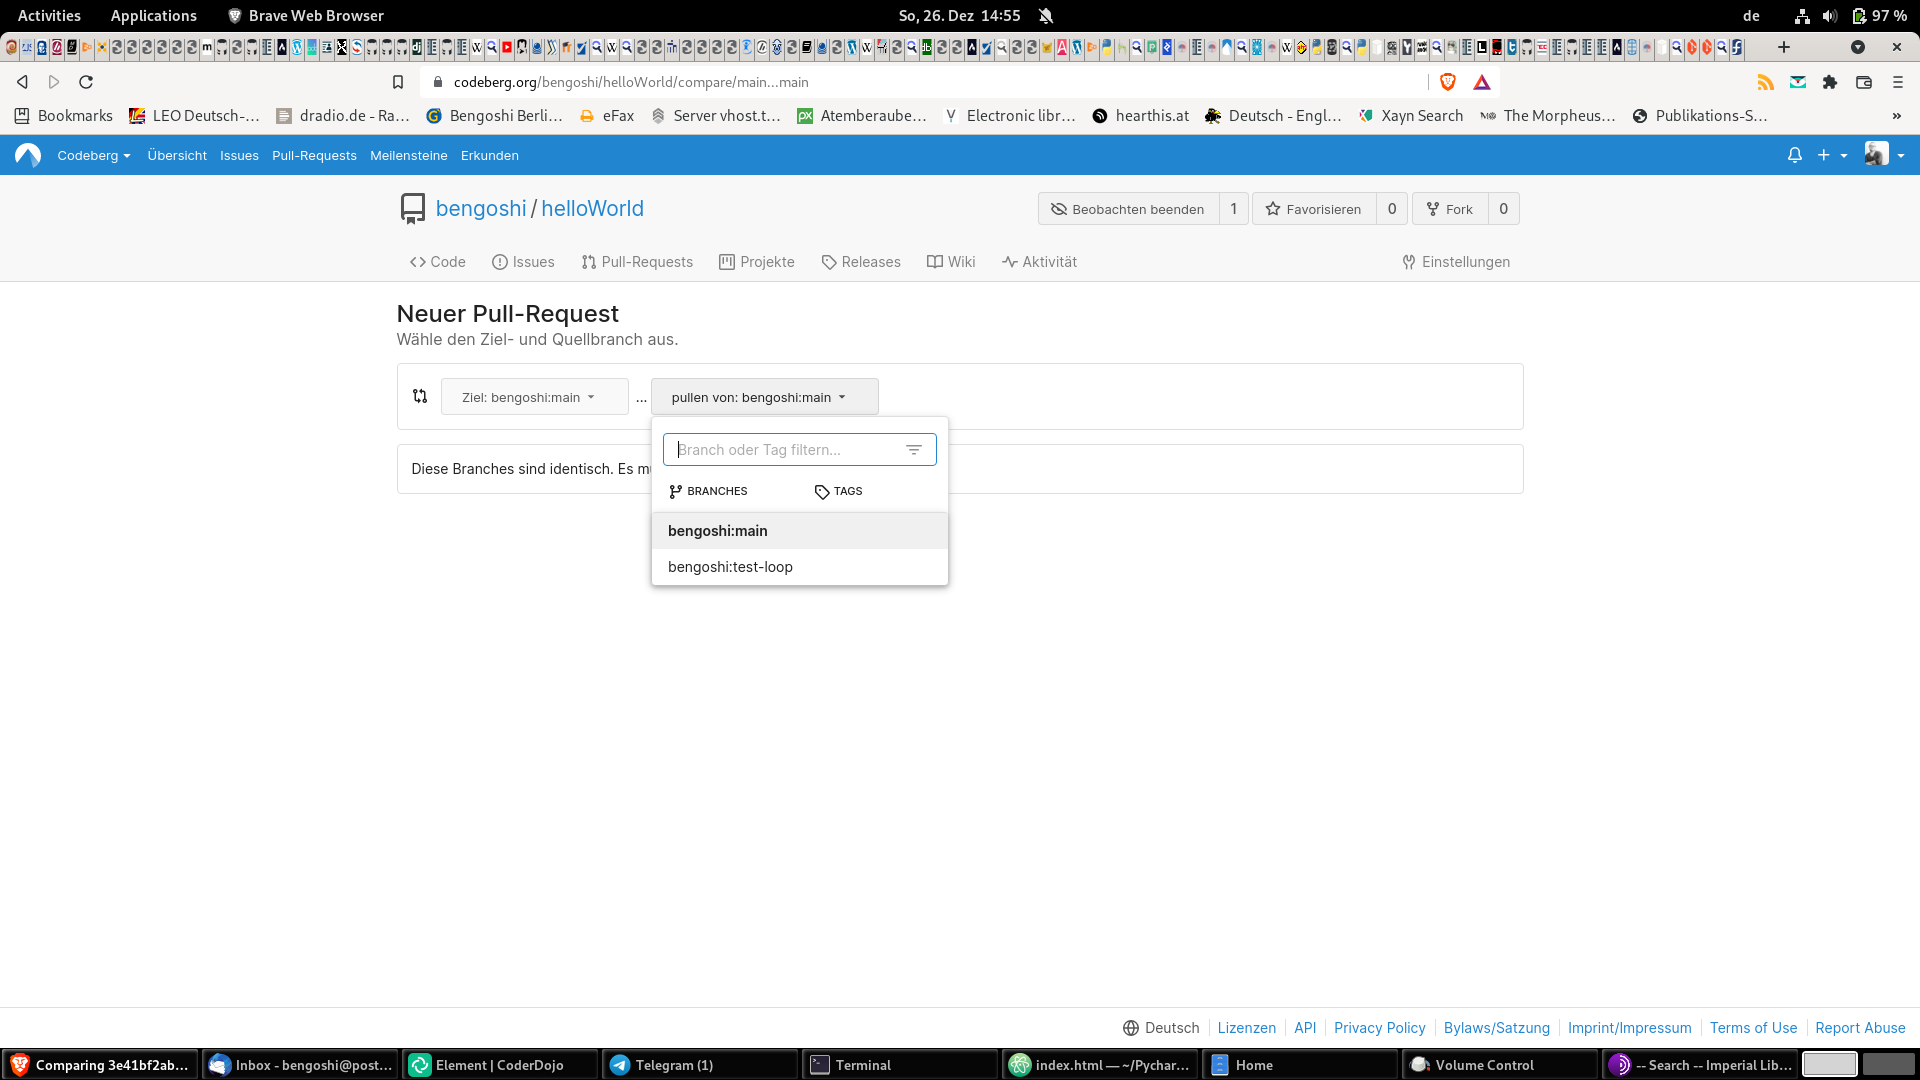 Activities Applications Brave Web Browser So, 26. Dez 14:55 de 97 %
codeberg.org/bengoshi/helloWorld/compare/main...main
Bookmarks LEO Deutsch-... dradio.de - Ra... Bengoshi Berli... eFax Server vhost.t... Atemberaube... Electronic libr... hearthis.at Deutsch - Engl... Xayn Search The Morpheus... Publikations-S... »
Codeberg Übersicht Issues Pull-Requests Meilensteine Erkunden
bengoshi / helloWorld Beobachten beenden 1 Favorisieren 0 Fork 0
Code Issues Pull-Requests Projekte Releases Wiki Aktivität Einstellungen
Neuer Pull-Request
Wähle den Ziel- und Quellbranch aus.
Ziel: bengoshi:main ... pullen von: bengoshi:main
Branch oder Tag filtern...
Diese Branches sind identisch. Es
BRANCHES TAGS
bengoshi:main
bengoshi:test-loop
Deutsch Lizenzen API Privacy Policy Bylaws/Satzung Imprint/Impressum Terms of Use Report Abuse
Comparing 3e41bf2ab... Inbox - bengoshi@post... Element | CoderDojo Telegram (1) Terminal index.html — ~/Pychar... Home Volume Control -- Search -- Imperial Lib...